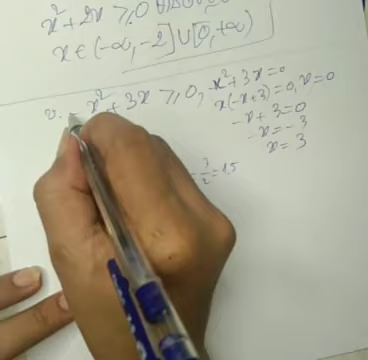 x² + 2x ≥ 0
x ∈ (-∞, -2] ∪ [0, +∞)
v. -x² + 3x ≥ 0, -x² + 3x = 0
x(-x+3) = 0, x = 0
-x + 3 = 0
-x = -3
x = 3
-3/2 = 1.5